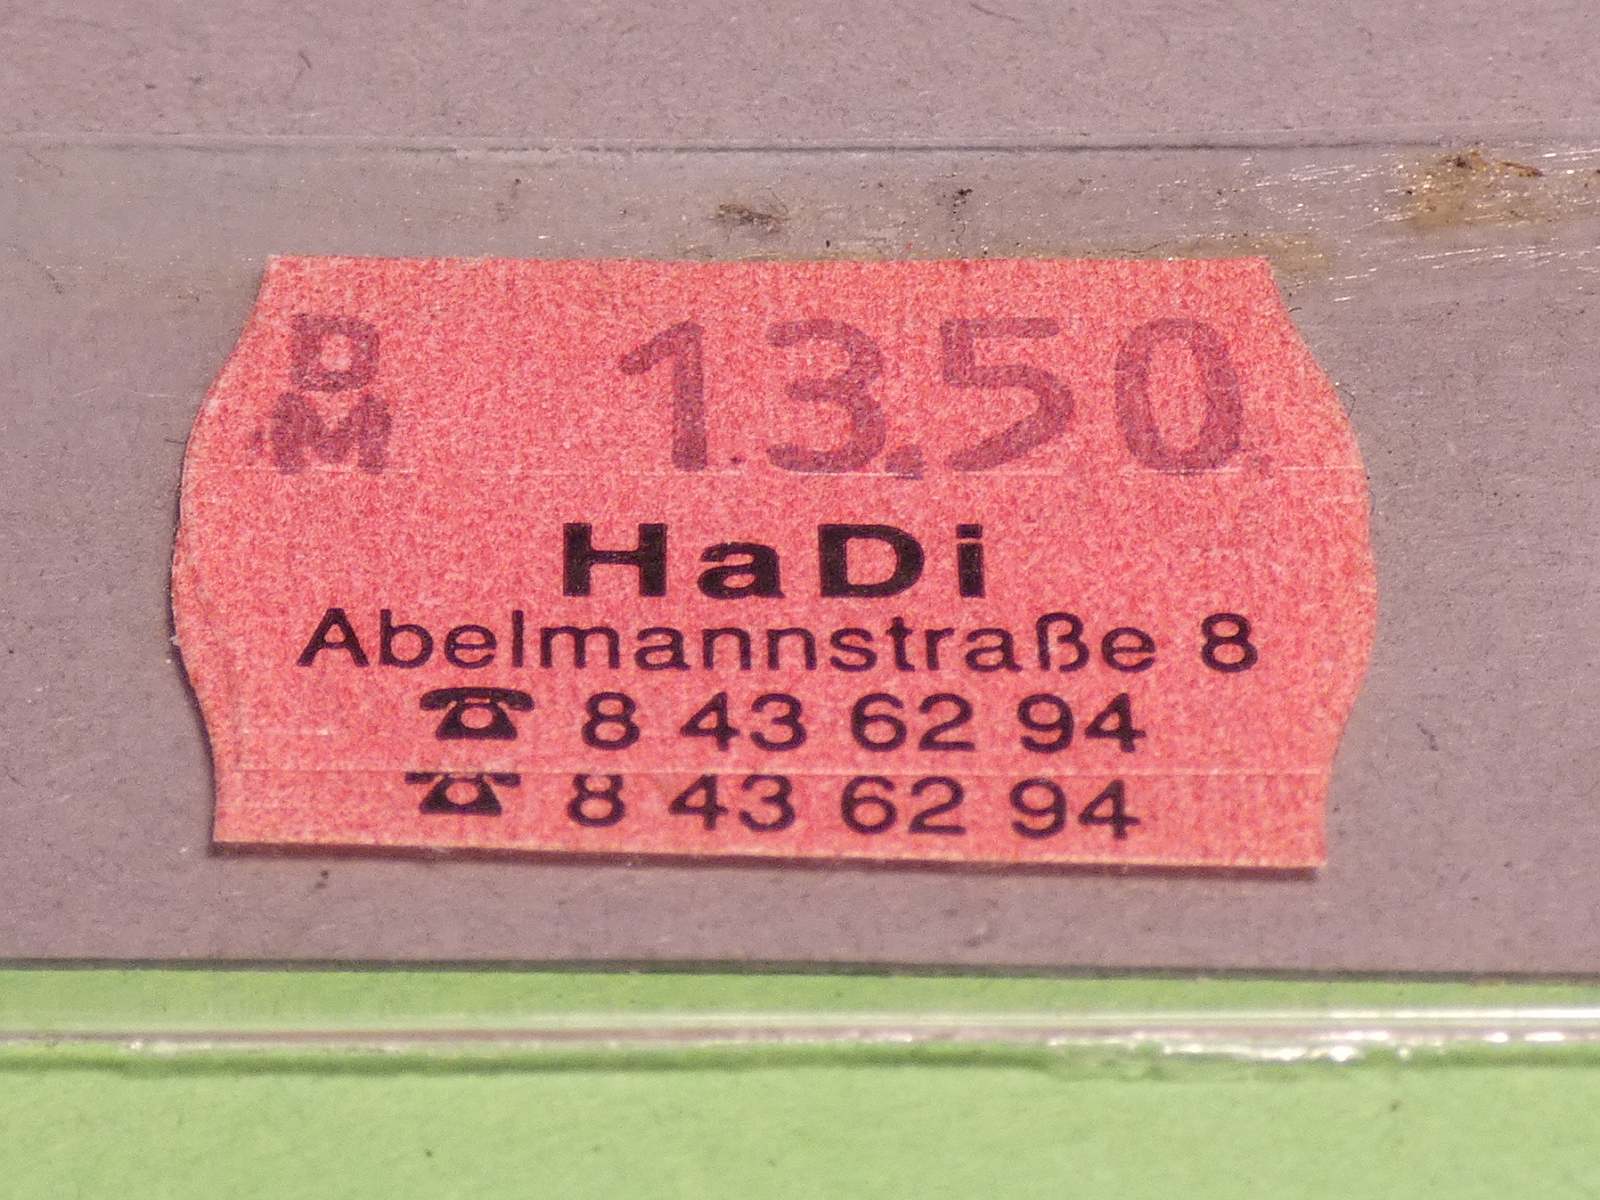 DM 13.50
HaDi
Abelmannstraße 8
☎ 8 43 62 94
☎ 8 43 62 94